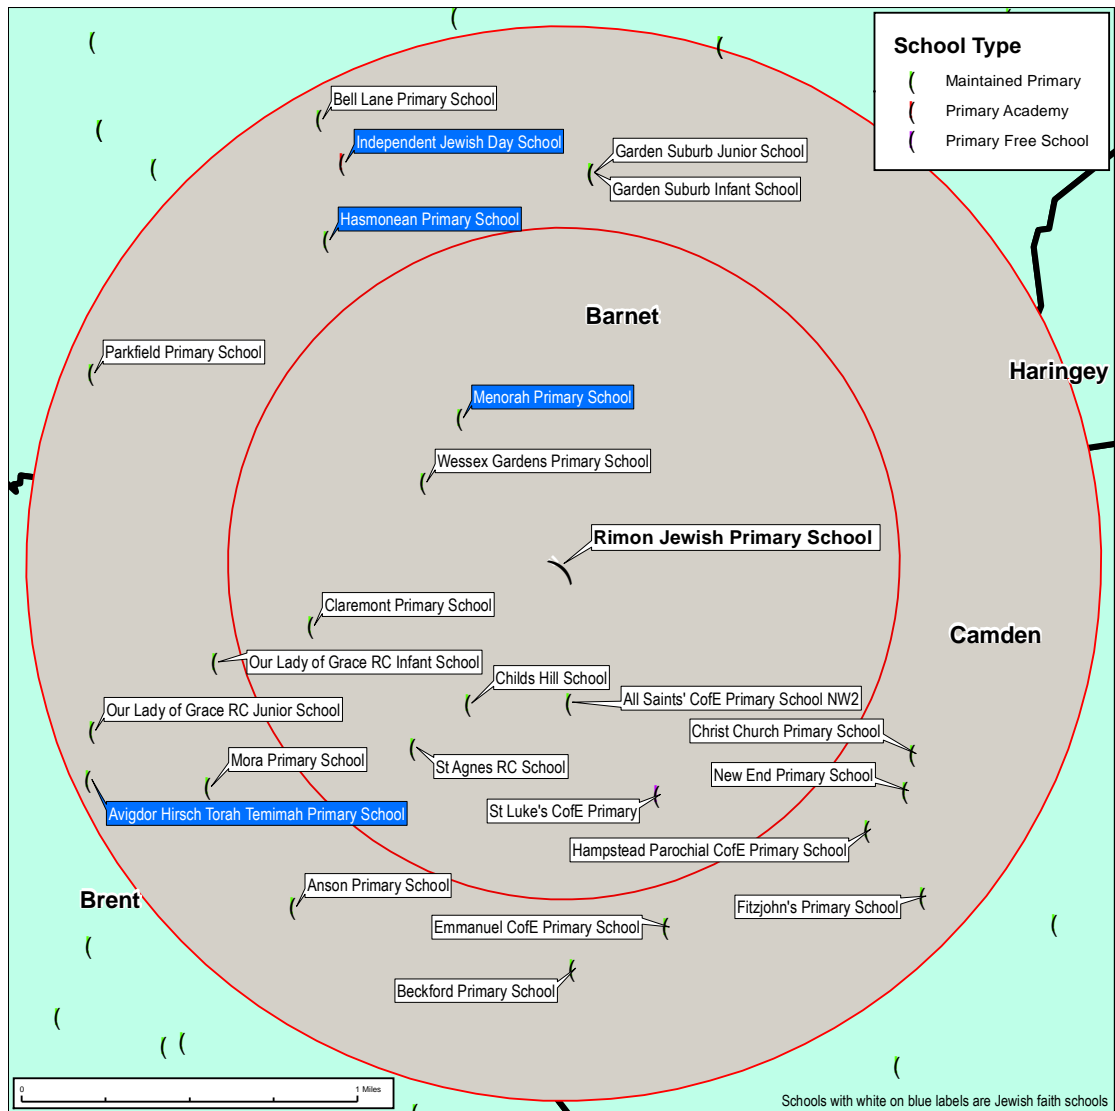 School Type
Maintained Primary
Primary Academy
Primary Free School
Bell Lane Primary School
Independent Jewish Day School
Garden Suburb Junior School
Garden Suburb Infant School
Hasmonean Primary School
Barnet
Parkfield Primary School
Haringey
Menorah Primary School
Wessex Gardens Primary School
Rimon Jewish Primary School
Claremont Primary School
Camden
Our Lady of Grace RC Infant School
Childs Hill School
All Saints' CofE Primary School NW2
Our Lady of Grace RC Junior School
Christ Church Primary School
Mora Primary School
St Agnes RC School
New End Primary School
St Luke's CofE Primary
Avigdor Hirsch Torah Temimah Primary School
Hampstead Parochial CofE Primary School
Anson Primary School
Brent
Fitzjohn's Primary School
Emmanuel CofE Primary School
Beckford Primary School
0 1 Miles
Schools with white on blue labels are Jewish faith schools